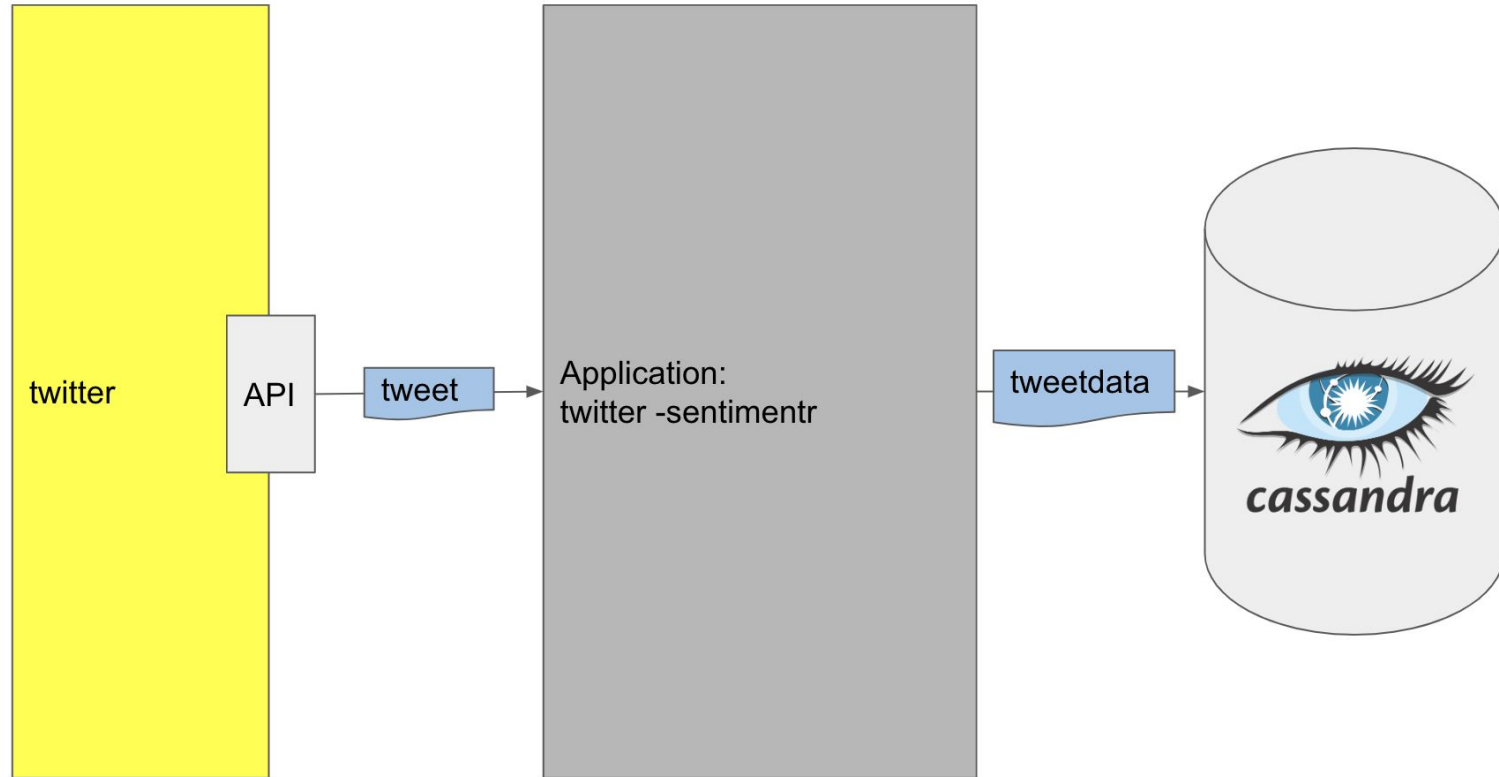 twitter
API
tweet
Application:
twitter -sentimentr
tweetdata
cassandra